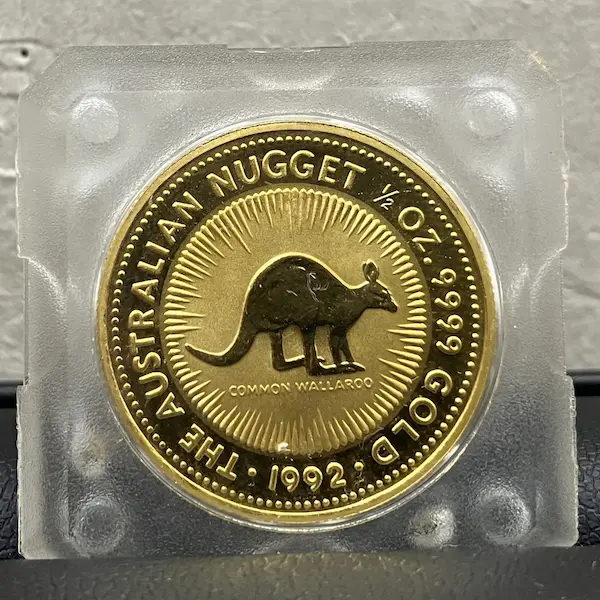 THE AUSTRALIAN NUGGET ½ OZ. 9999 GOLD
COMMON WALLAROO
· 1992 ·